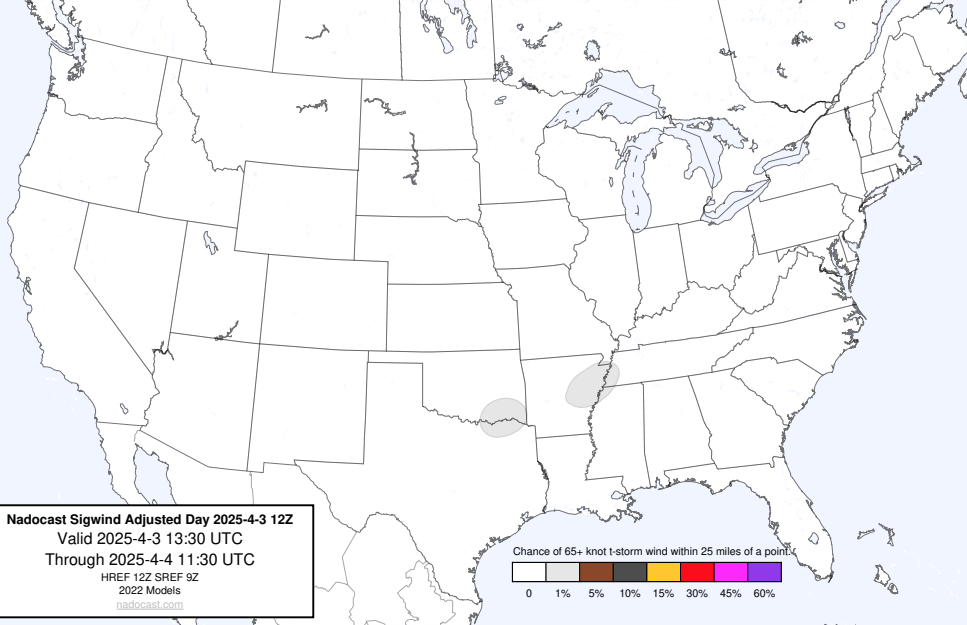 Nadocast Sigwind Adjusted Day 2025-4-3 12Z
Valid 2025-4-3 13:30 UTC
Through 2025-4-4 11:30 UTC
HREF 12Z SREF 9Z
2022 Models
nadocast.com
Chance of 65+ knot t-storm wind within 25 miles of a point.
0 1% 5% 10% 15% 30% 45% 60%